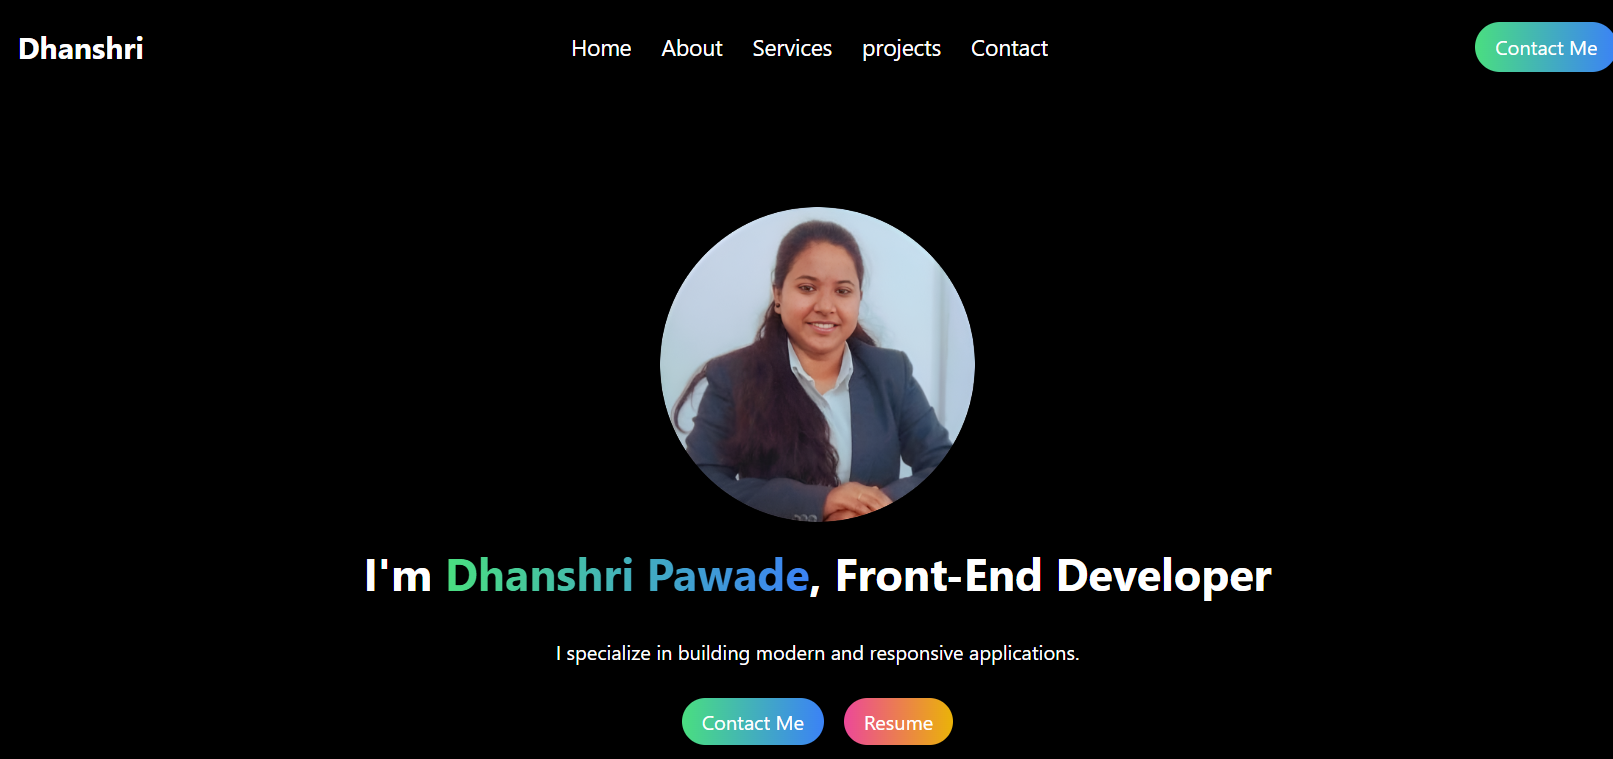 Dhanshri Home About Services projects Contact Contact Me
I'm Dhanshri Pawade, Front-End Developer
I specialize in building modern and responsive applications.
Contact Me Resume